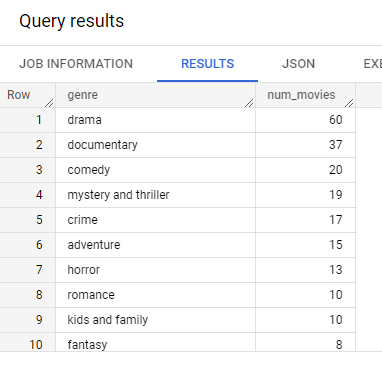 Query results
JOB INFORMATION RESULTS JSON EXE
Row genre num_movies
1 drama 60
2 documentary 37
3 comedy 20
4 mystery and thriller 19
5 crime 17
6 adventure 15
7 horror 13
8 romance 10
9 kids and family 10
10 fantasy 8